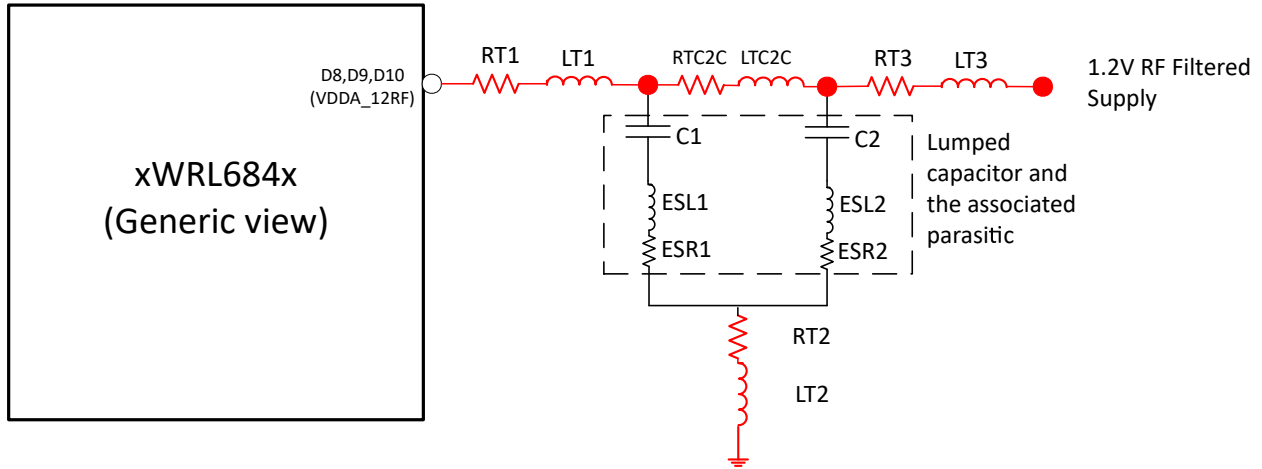 D8,D9,D10
(VDDA_12RF)
xWRL684x
(Generic view)
RT1
LT1
RTC2C
LTC2C
RT3
LT3
1.2V RF Filtered
Supply
C1
C2
ESL1
ESL2
ESR1
ESR2
Lumped
capacitor and
the associated
parasitic
RT2
LT2